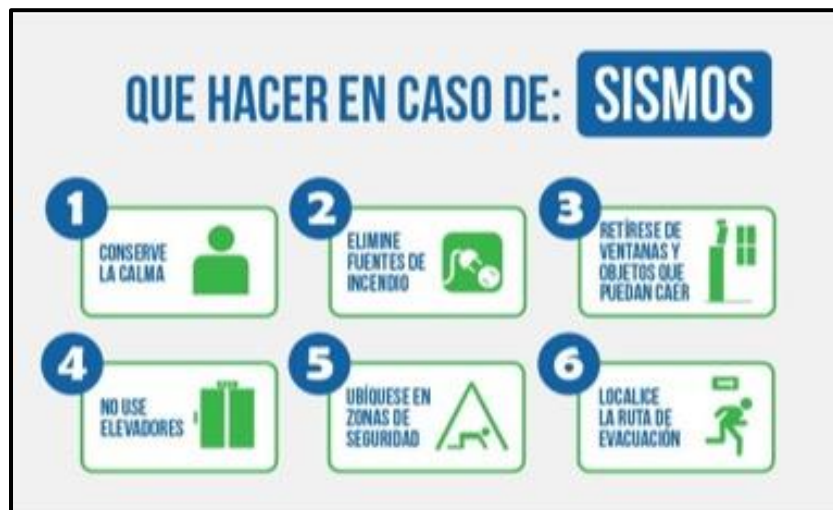 QUE HACER EN CASO DE: SISMOS
1
CONSERVE
LA CALMA
2
ELIMINE
FUENTES DE
INCENDIO
3
RETÍRESE DE
VENTANAS Y
OBJETOS QUE
PUEDAN CAER
4
NO USE
ELEVADORES
5
UBÍQUESE EN
ZONAS DE
SEGURIDAD
6
LOCALICE
LA RUTA DE
EVACUACIÓN